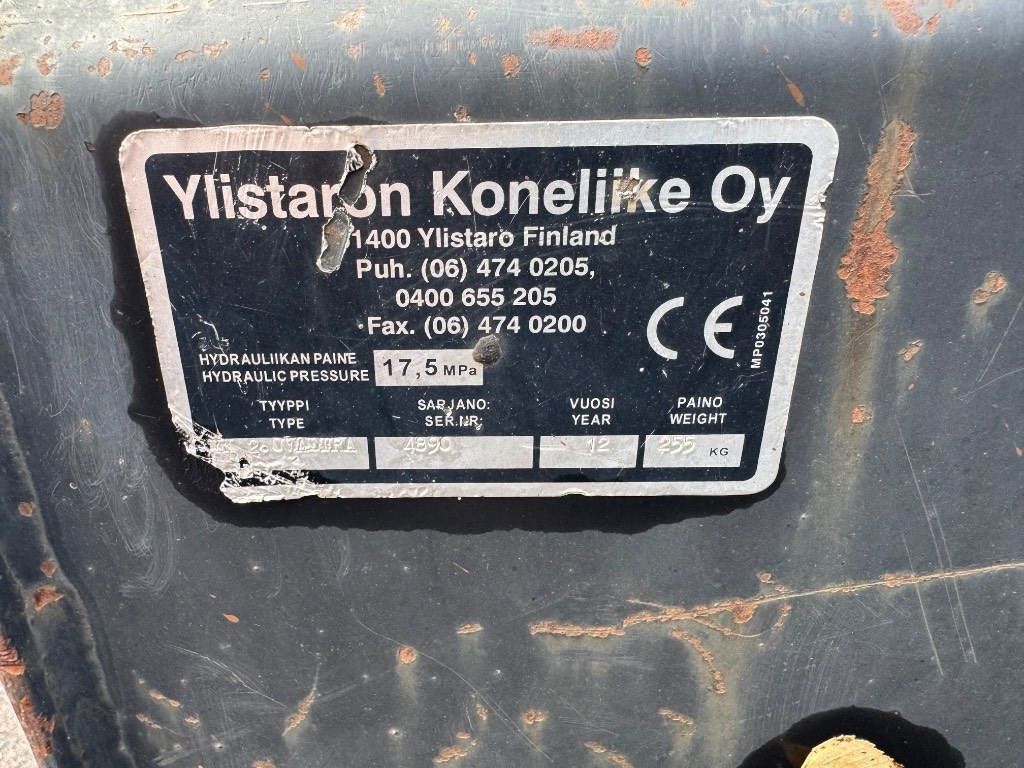 Ylistaron Koneliike Oy
1400 Ylistaro Finland
Puh. (06) 474 0205,
0400 655 205
Fax. (06) 474 0200
CE
MP0305041
HYDRAULIIKAN PAINE
HYDRAULIC PRESSURE 17,5 MPa
TYYPPI SARJANO: VUOSI PAINO
TYPE SER.NR: YEAR WEIGHT
4890 12 255 KG